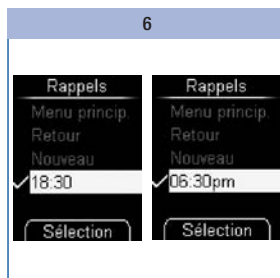 6
Rappels
Menu princip.
Retour
Nouveau
18:30
Sélection
Rappels
Menu princip.
Retour
Nouveau
06:30pm
Sélection